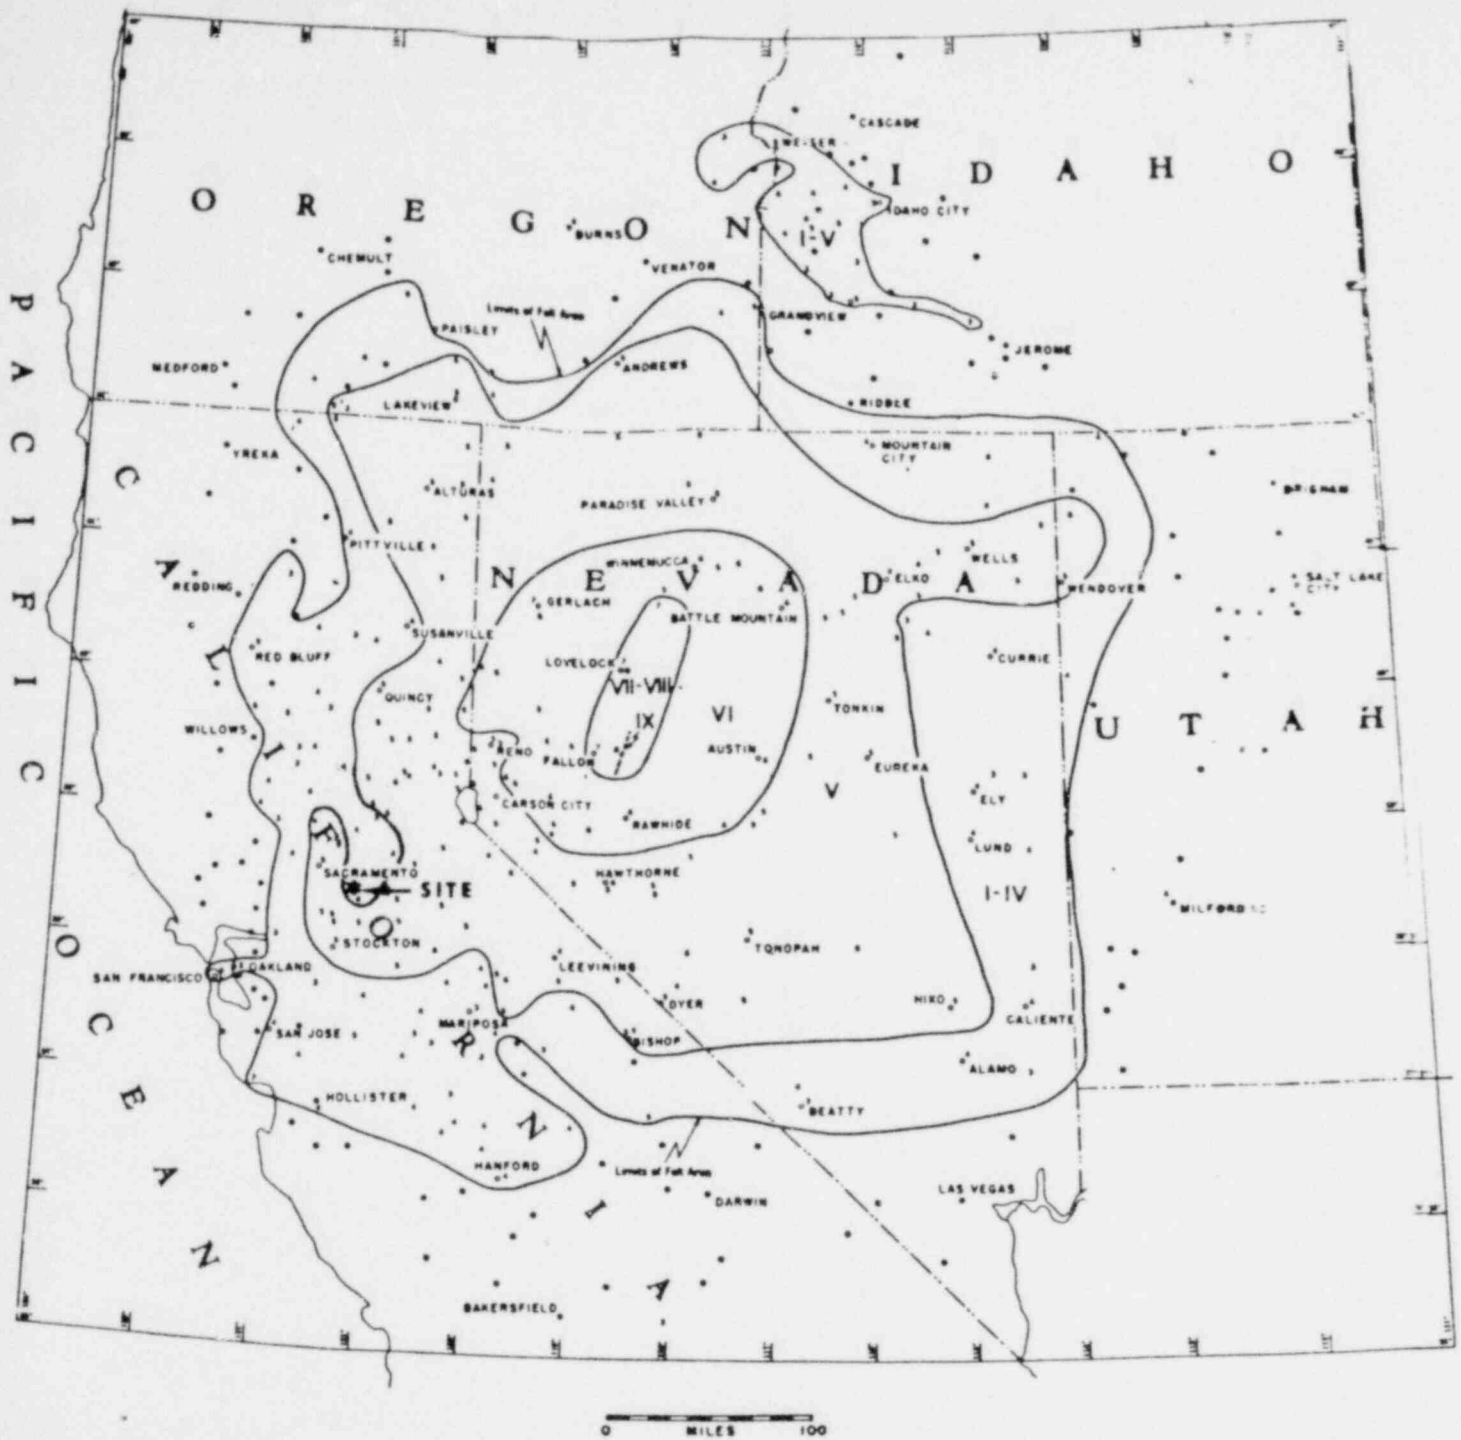 CASCADE
WEISER
IDAHO
OREGON
IDAHO CITY
BURNS
I-V
CHEMULT
VENATOR
Limits of Felt Area
GRANDVIEW
PAISLEY
JEROME
MEDFORD
ANDREWS
LAKEVIEW
RIDDLE
YREKA
MOUNTAIN
CITY
ALTURAS
PARADISE VALLEY
BRIGHAM
PITTVILLE
WINNEMUCCA
WELLS
NEVADA
ELKO
WENDOVER
SALT LAKE
CITY
REDDING
GERLACH
BATTLE MOUNTAIN
SUSANVILLE
RED BLUFF
LOVELOCK
CURRIE
VII-VIII
QUINCY
TONKIN
IX
VI
UTAH
WILLOWS
RENO
FALLON
AUSTIN
EUREKA
V
ELY
CARSON CITY
RAWHIDE
LUND
SACRAMENTO
HAWTHORNE
SITE
I-IV
MILFORD
STOCKTON
TONOPAH
OAKLAND
LEEVINING
SAN FRANCISCO
DYER
HIKO
MARIPOSA
CALIENTE
SAN JOSE
BISHOP
ALAMO
HOLLISTER
BEATTY
HANFORD
Limits of Felt Area
LAS VEGAS
DARWIN
BAKERSFIELD
CALIFORNIA
PACIFIC
OCEAN
0 MILES 100